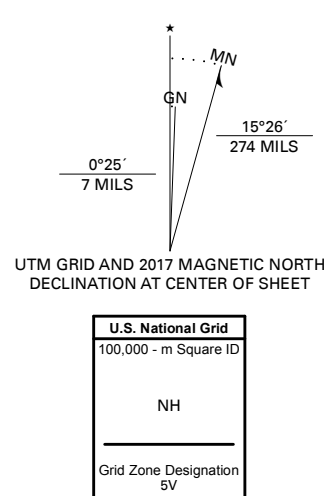 MN
GN
15°26´
274 MILS
0°25´
7 MILS
UTM GRID AND 2017 MAGNETIC NORTH
DECLINATION AT CENTER OF SHEET
U.S. National Grid
100,000 - m Square ID
NH
Grid Zone Designation
5V